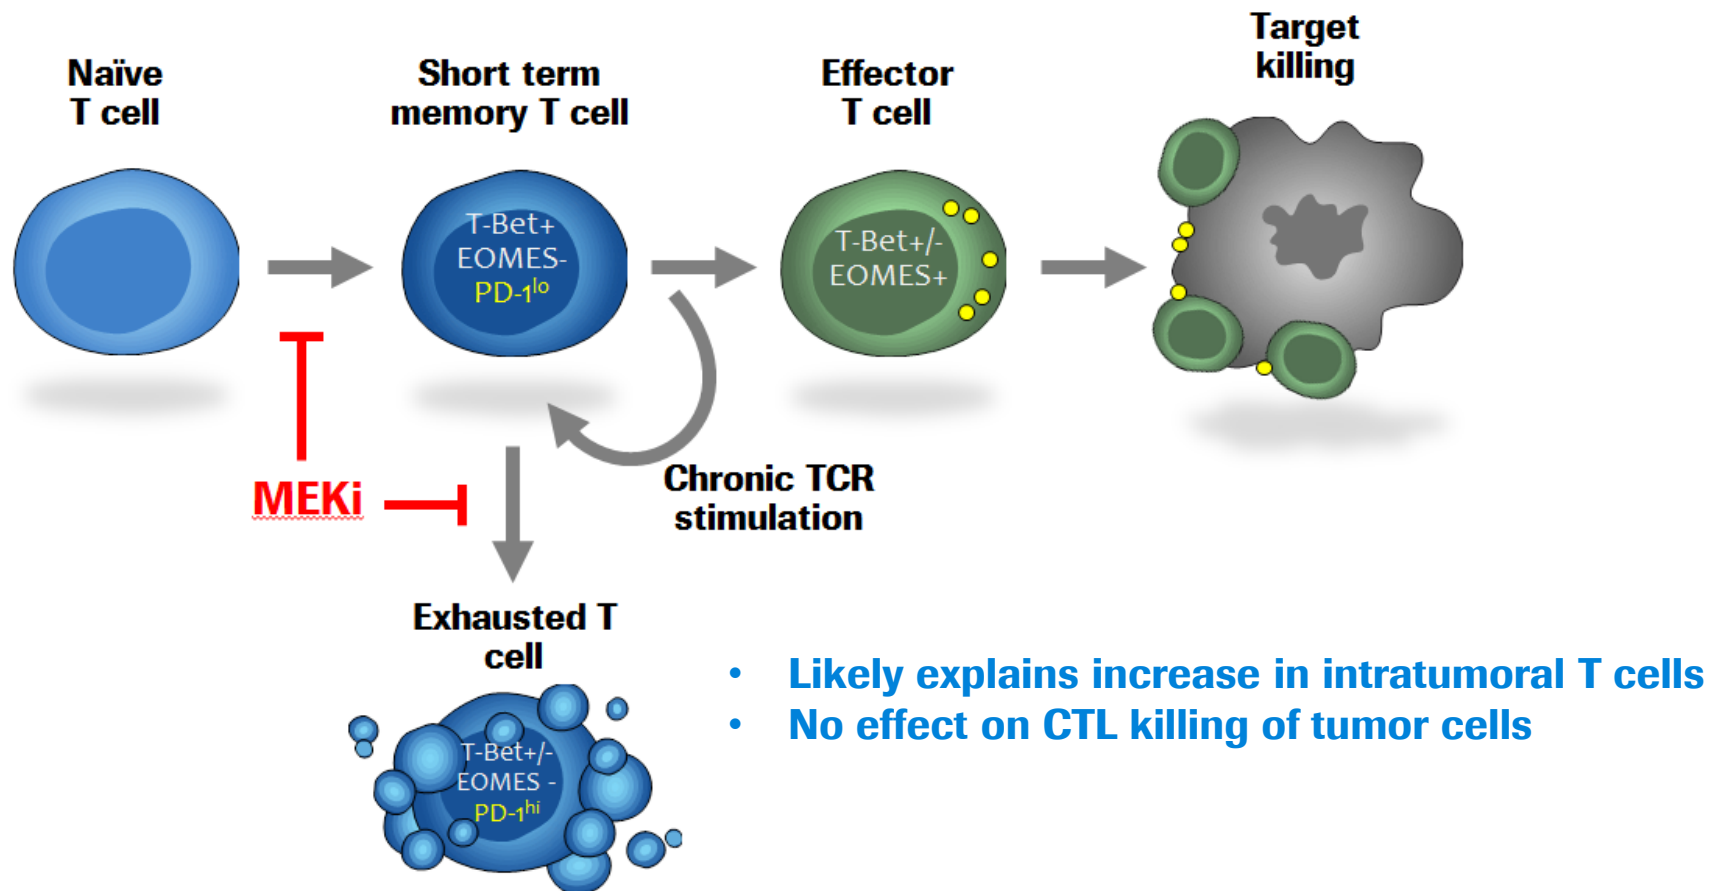 Naïve
T cell
Short term
memory T cell
Effector
T cell
Target
killing
T-Bet+
EOMES-
PD-1lo
T-Bet+/-
EOMES+
MEKi
Chronic TCR
stimulation
Exhausted T
cell
T-Bet+/-
EOMES -
PD-1hi
• Likely explains increase in intratumoral T cells
• No effect on CTL killing of tumor cells